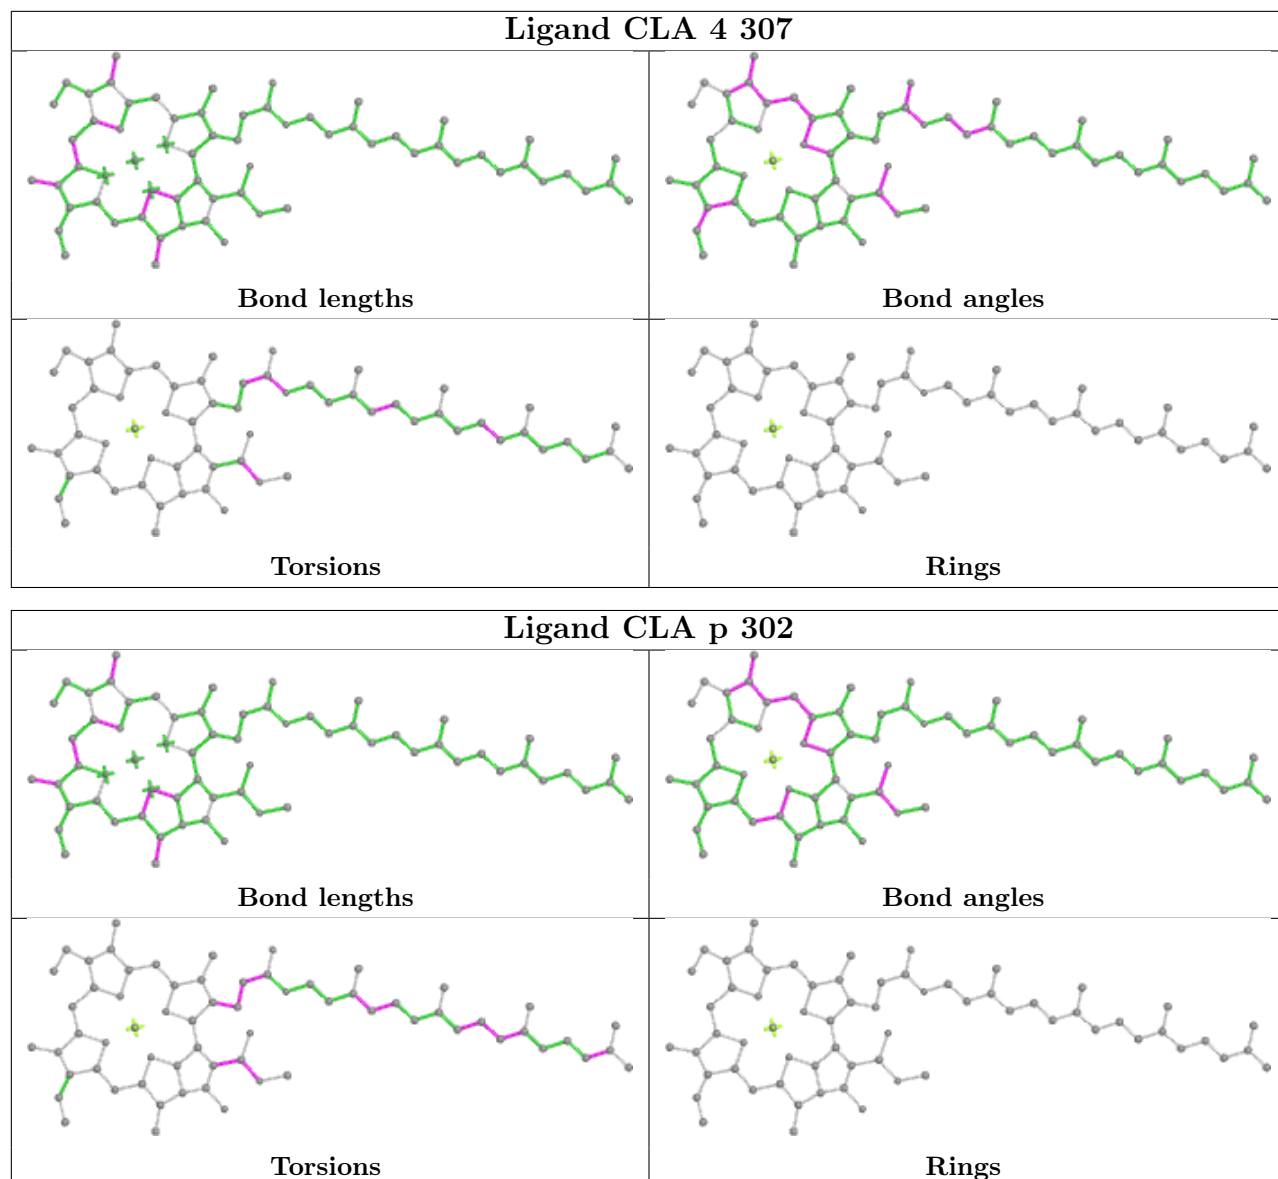 Ligand CLA 4 307
Bond lengths
Bond angles
Torsions
Rings
Ligand CLA p 302
Bond lengths
Bond angles
Torsions
Rings